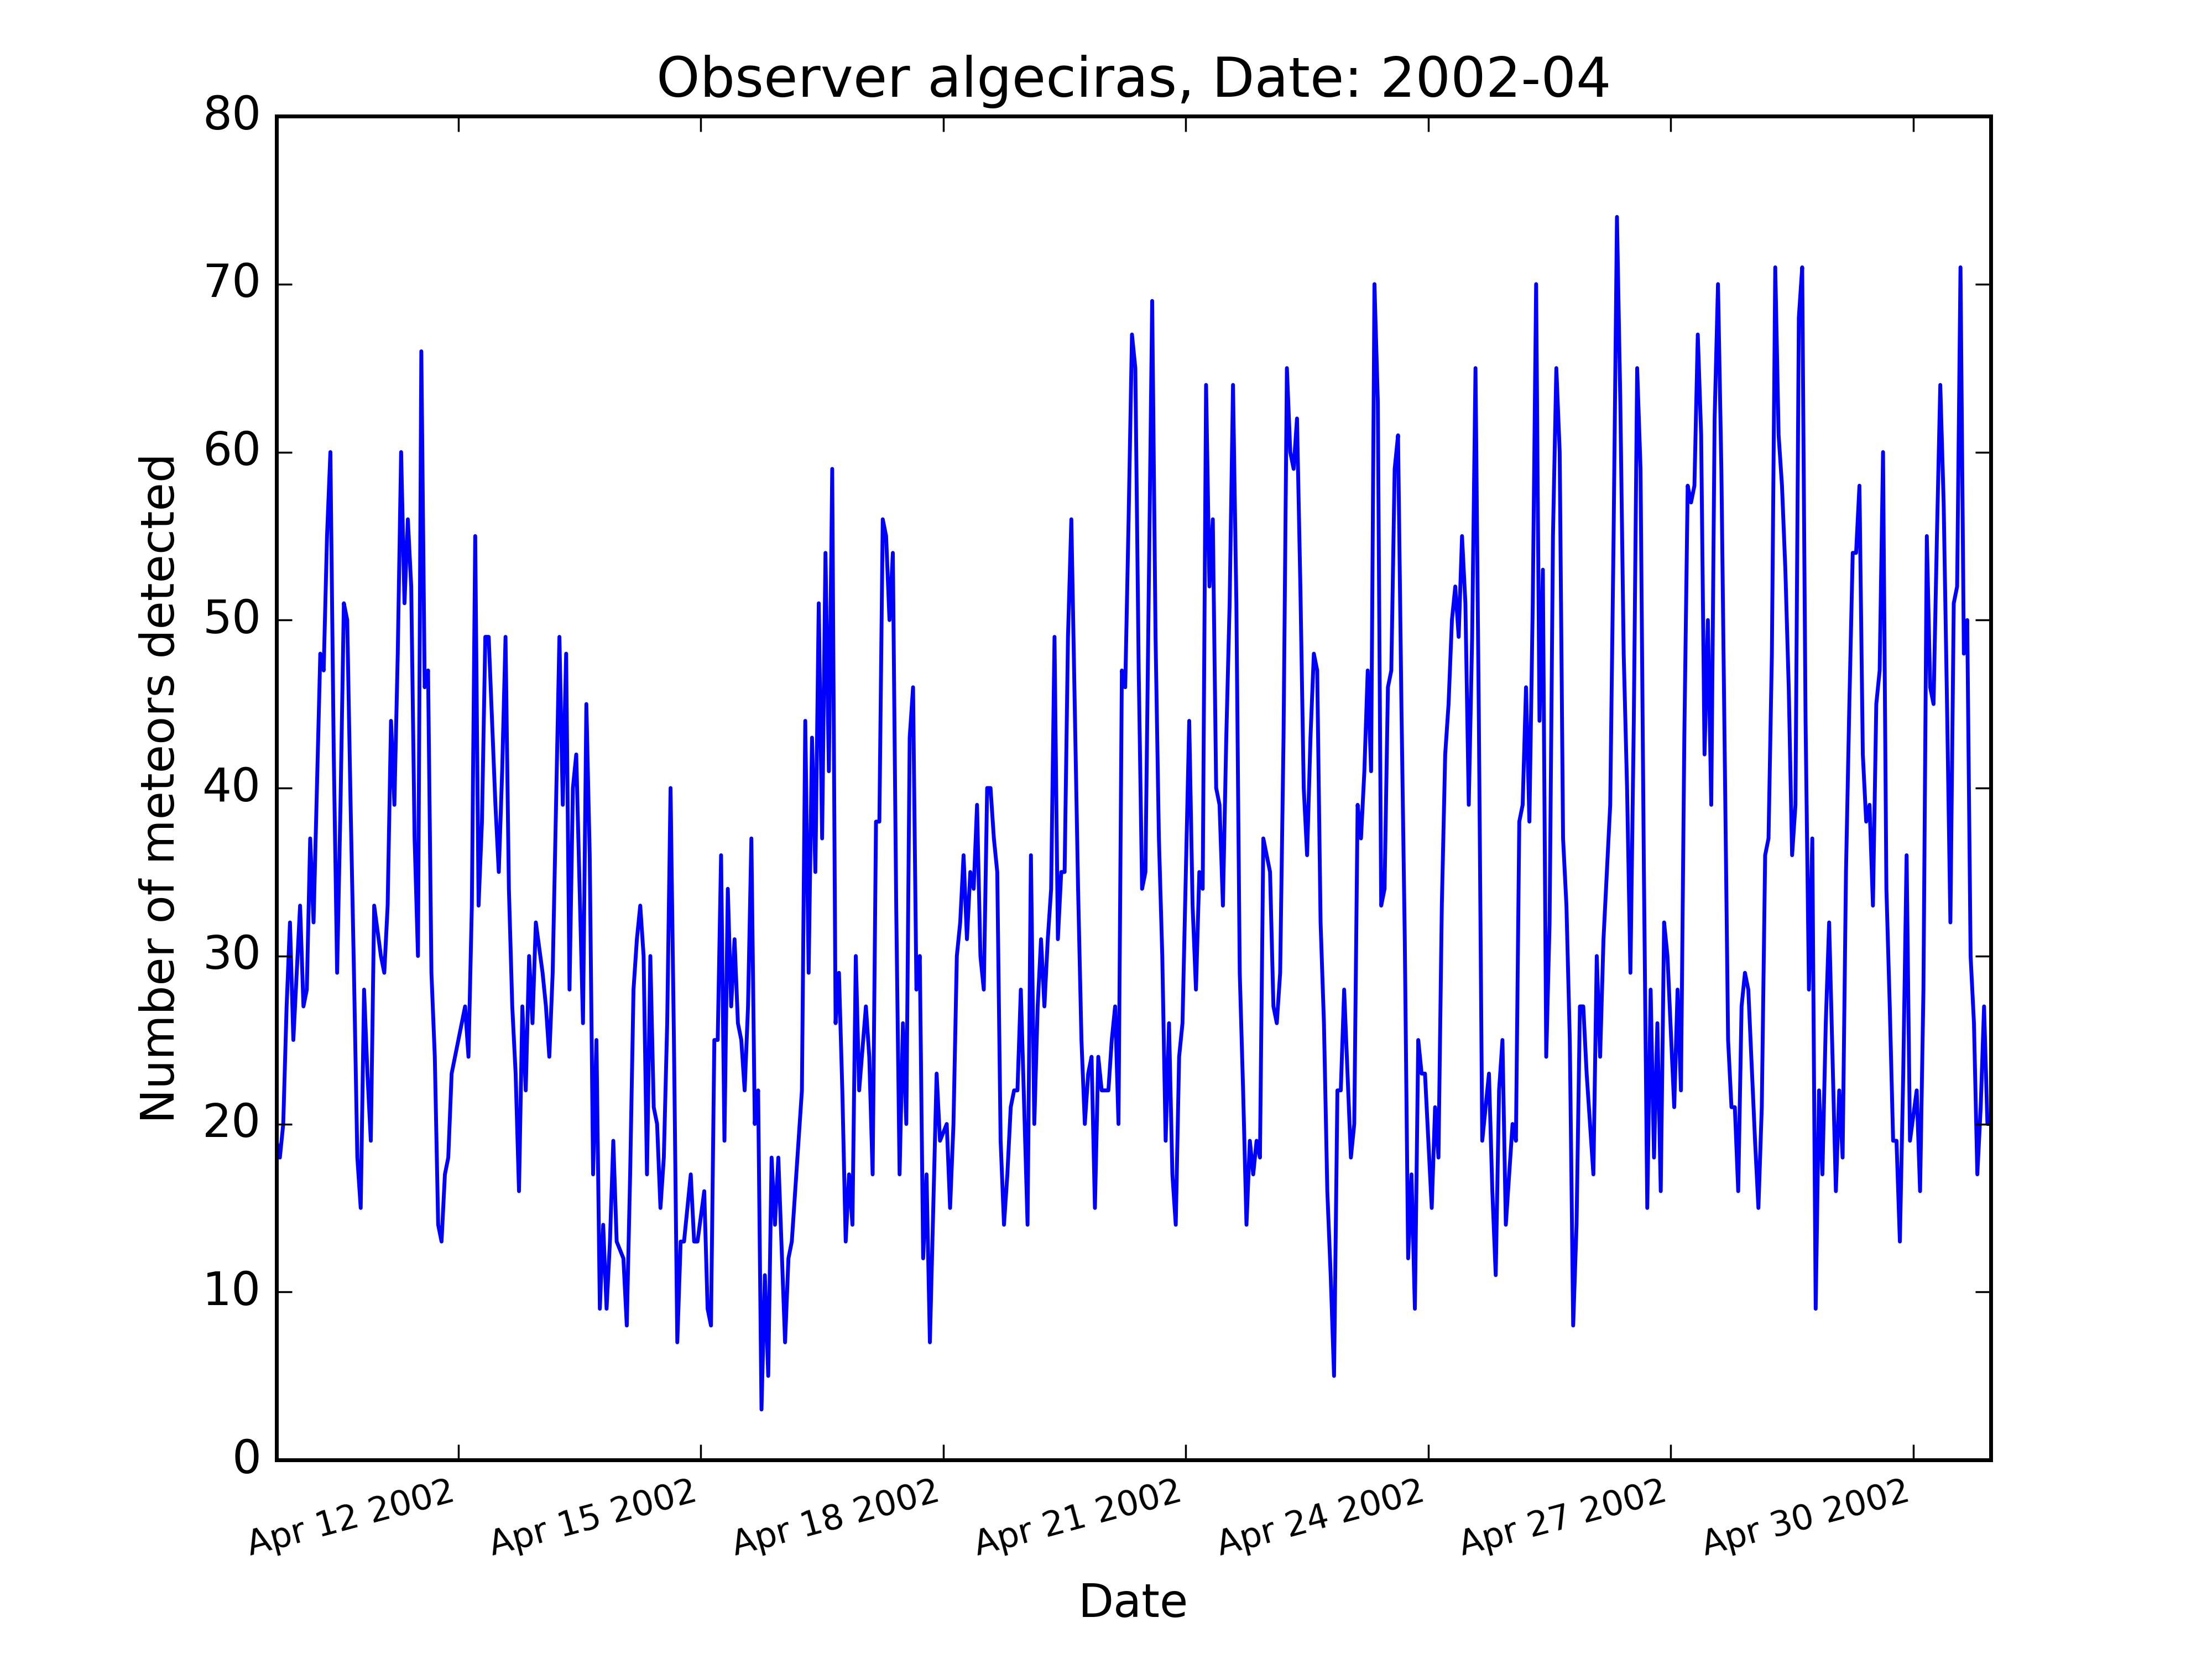 Observer algeciras, Date: 2002-04
Number of meteors detected
80
70
60
50
40
30
20
10
0
Apr 12 2002
Apr 15 2002
Apr 18 2002
Apr 21 2002
Apr 24 2002
Apr 27 2002
Apr 30 2002
Date